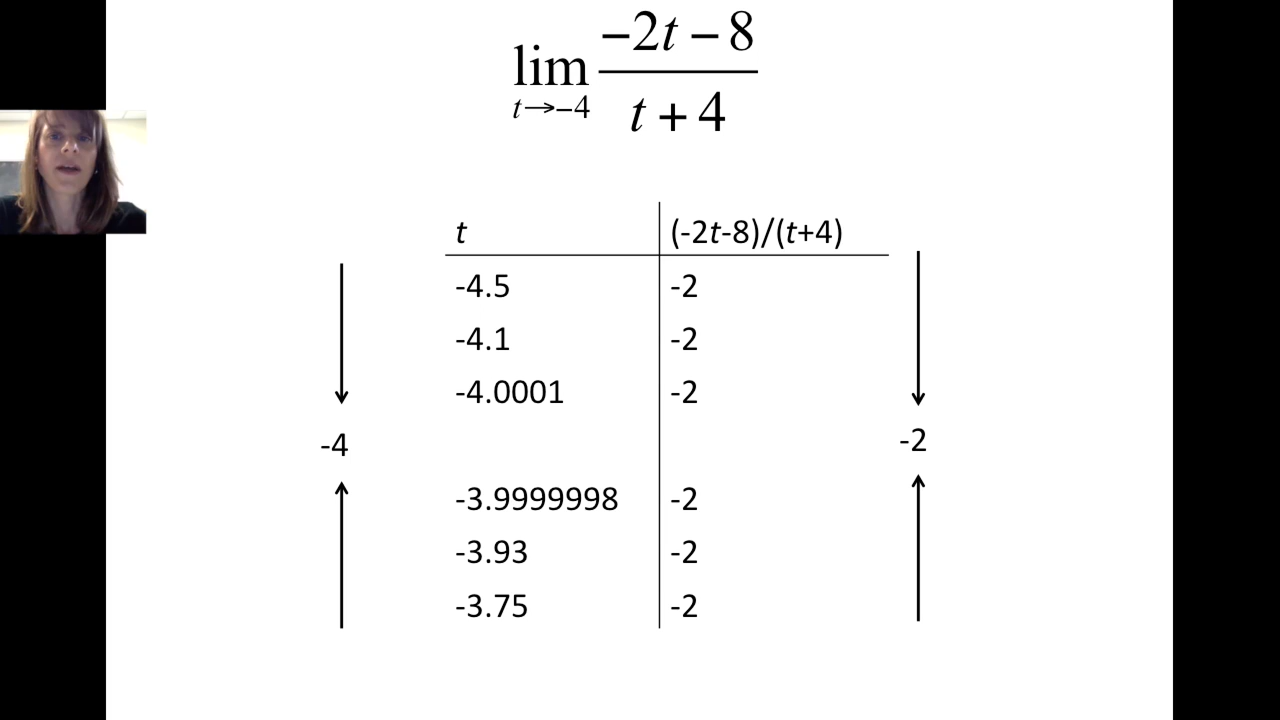 lim −2t − 8
t→−4 t + 4
t (-2t-8)/(t+4)
-4.5 -2
-4.1 -2
-4.0001 -2
-4 -2
-3.9999998 -2
-3.93 -2
-3.75 -2